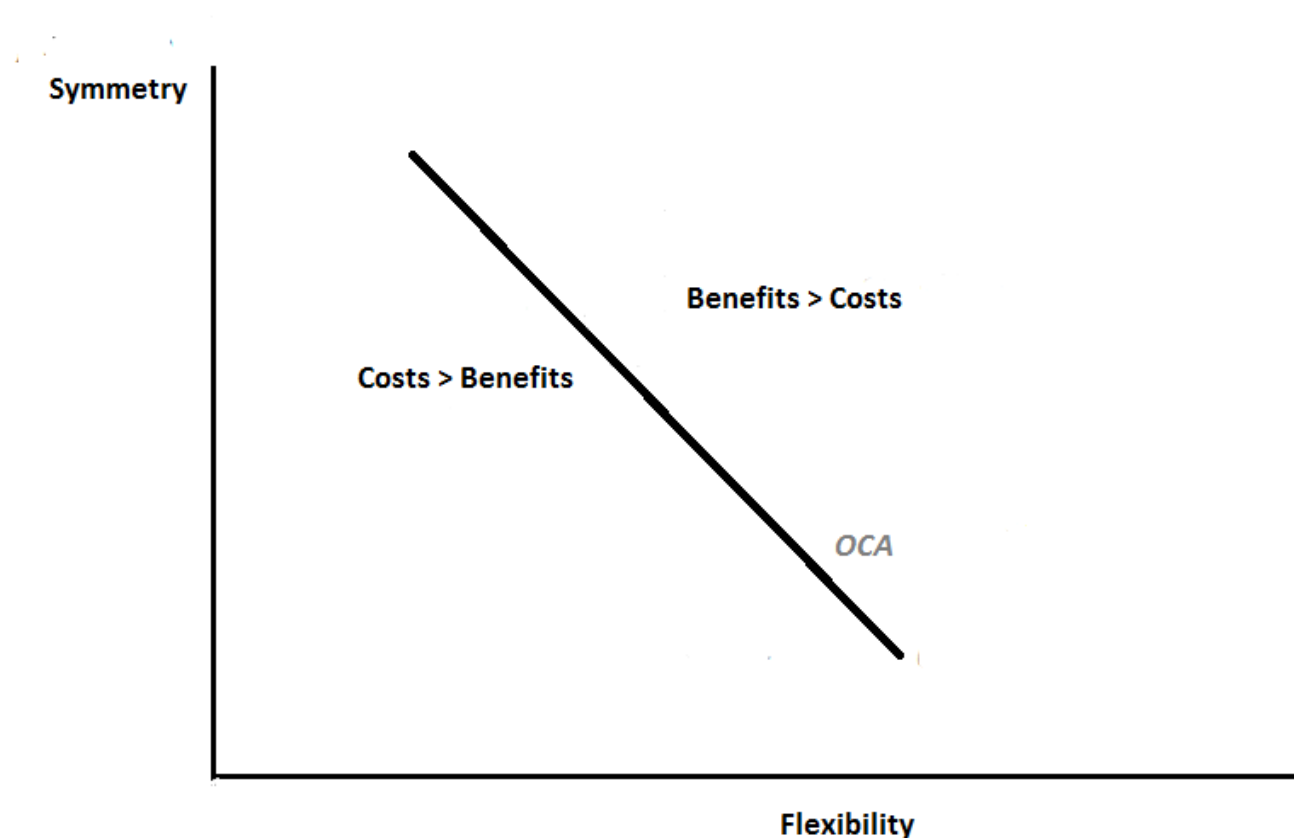 Symmetry
Benefits > Costs
Costs > Benefits
OCA
Flexibility